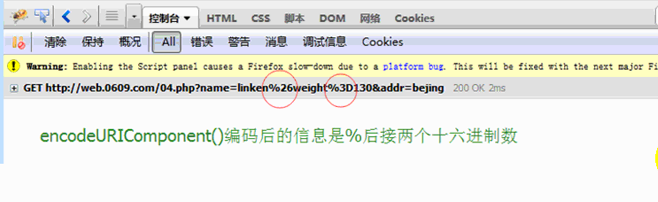 控制台 HTML CSS 脚本 DOM 网络 Cookies
清除 保持 概况 All 错误 警告 消息 调试信息 Cookies
Warning: Enabling the Script panel causes a Firefox slow-down due to a platform bug. This will be fixed with the next major Fi
GET http://web.0609.com/04.php?name=linken%26weight%3D130&addr=bejing 200 OK 2ms
encodeURIComponent()编码后的信息是%后接两个十六进制数